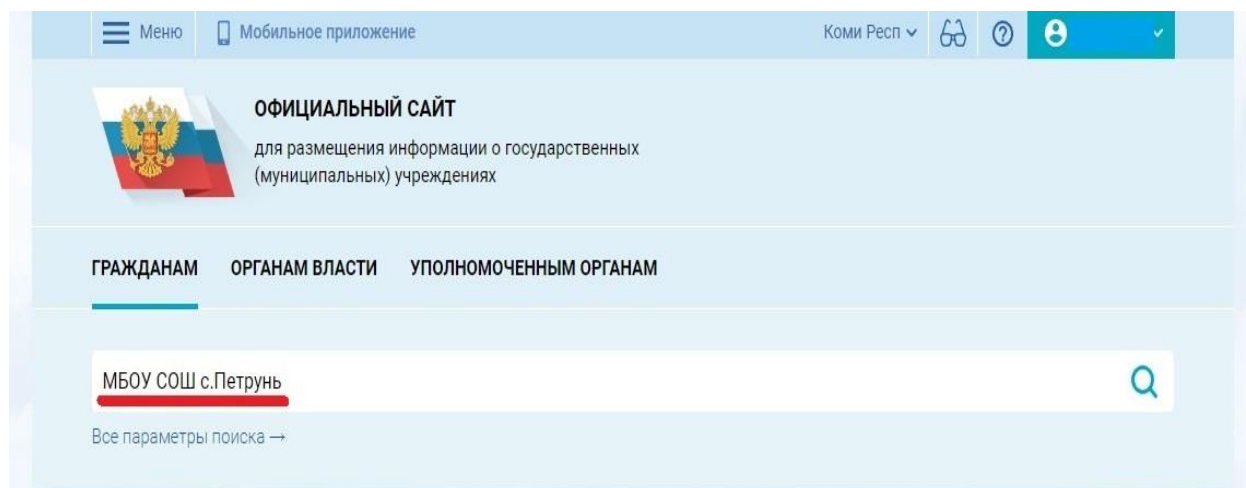 Меню Мобильное приложение Коми Респ
ОФИЦИАЛЬНЫЙ САЙТ
для размещения информации о государственных
(муниципальных) учреждениях
ГРАЖДАНАМ ОРГАНАМ ВЛАСТИ УПОЛНОМОЧЕННЫМ ОРГАНАМ
МБОУ СОШ с.Петрунь
Все параметры поиска →